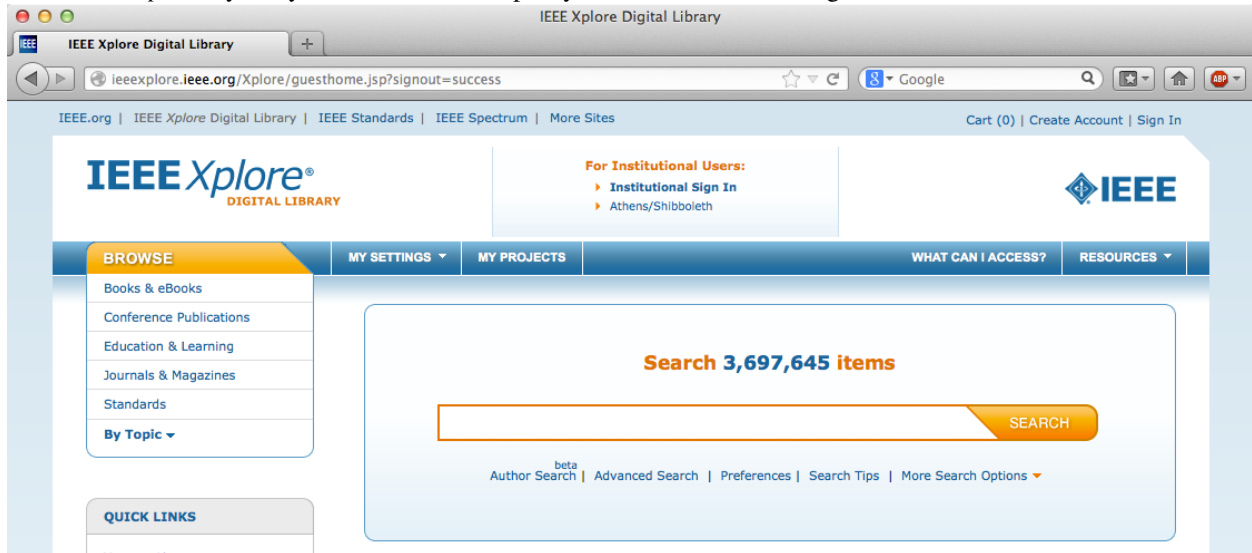 IEEE Xplore Digital Library
IEEE IEEE Xplore Digital Library +
ieeexplore.ieee.org/Xplore/guesthome.jsp?signout=success Google ABP
IEEE.org | IEEE Xplore Digital Library | IEEE Standards | IEEE Spectrum | More Sites
Cart (0) | Create Account | Sign In
IEEE Xplore®
DIGITAL LIBRARY
For Institutional Users:
Institutional Sign In
Athens/Shibboleth
IEEE
BROWSE
MY SETTINGS
MY PROJECTS
WHAT CAN I ACCESS?
RESOURCES
Books & eBooks
Conference Publications
Education & Learning
Journals & Magazines
Standards
By Topic
QUICK LINKS
Search 3,697,645 items
SEARCH
beta
Author Search | Advanced Search | Preferences | Search Tips | More Search Options